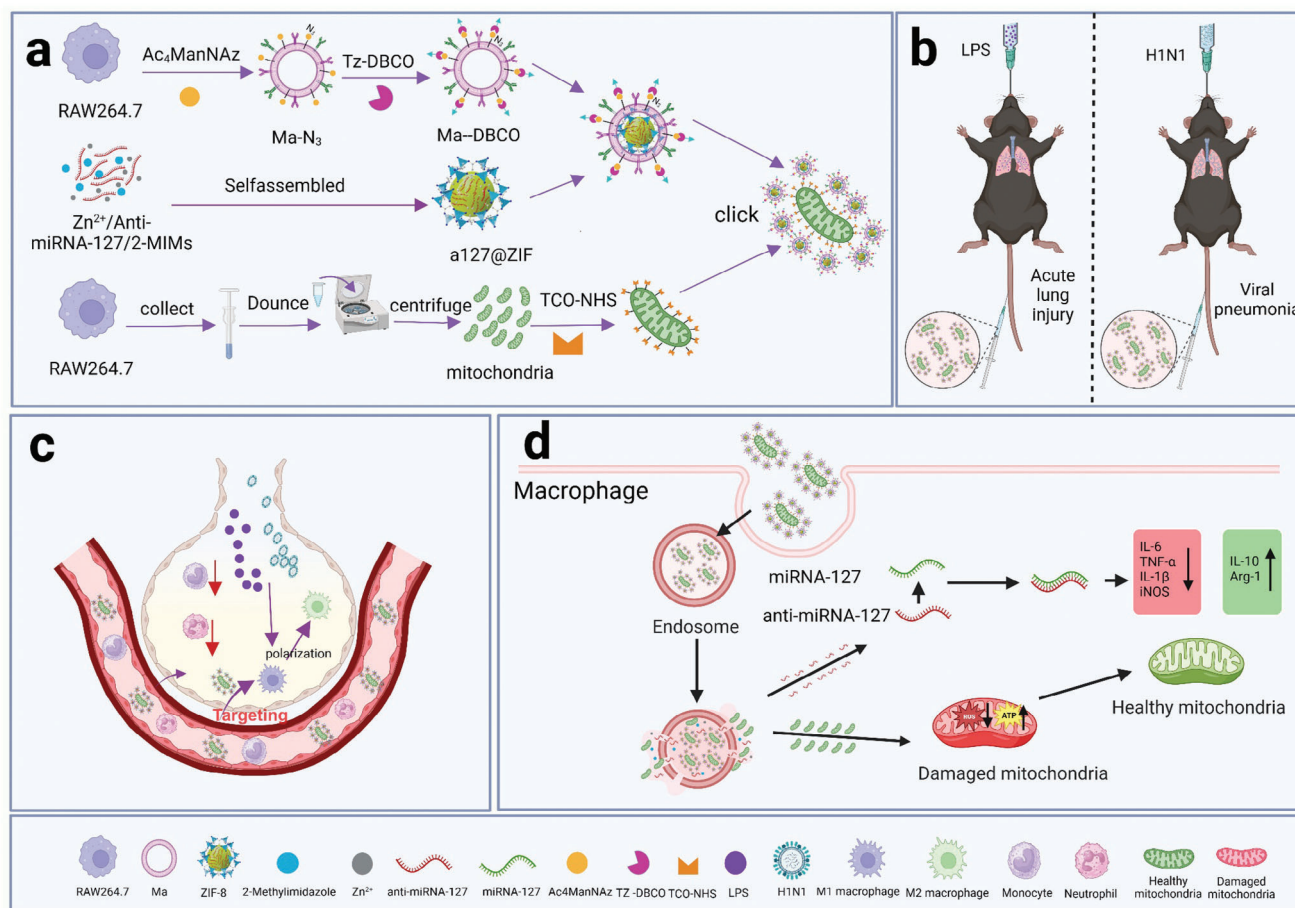 a
RAW264.7
Ac₄ManNAz
N₃
Ma-N₃
Tz-DBCO
N₃
Ma--DBCO
N₃
Zn²⁺/Anti-
miRNA-127/2-MIMs
Selfassembled
a127@ZIF
click
RAW264.7
collect
Dounce
centrifuge
mitochondria
TCO-NHS
b
LPS
H1N1
Acute
lung
injury
Viral
pneumonia
c
polarization
Targeting
d
Macrophage
Endosome
miRNA-127
anti-miRNA-127
IL-6
TNF-α
IL-1β
iNOS
IL-10
Arg-1
ROS
ATP
Healthy mitochondria
Damaged mitochondria
RAW264.7
Ma
ZIF-8
2-Methylimidazole
Zn²⁺
anti-miRNA-127
miRNA-127
Ac4ManNAz
TZ -DBCO
TCO-NHS
LPS
H1N1
M1 macrophage
M2 macrophage
Monocyte
Neutrophil
Healthy
mitochondria
Damaged
mitochondria